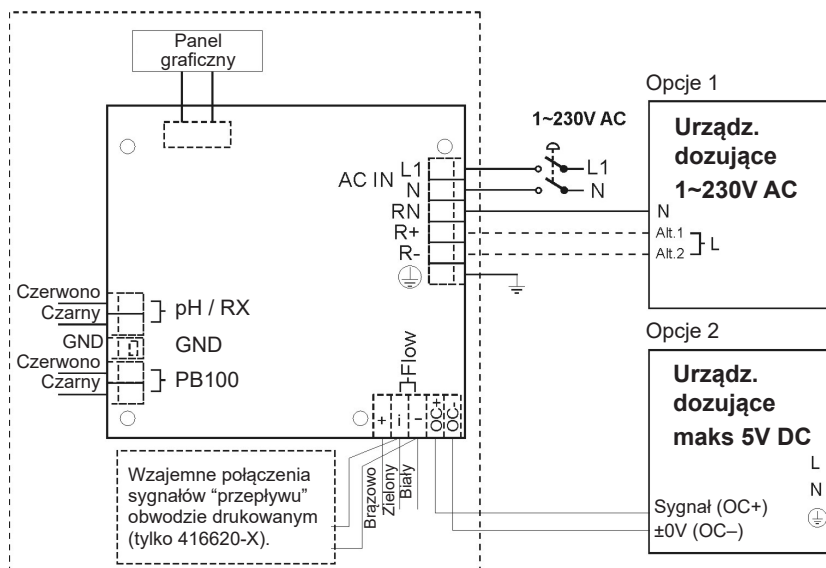 Panel
graficzny
Opcje 1
1~230V AC
Urządz.
dozujące
1~230V AC
AC IN
L1
N
RN
R+
R-
L1
N
N
Alt.1
Alt.2
L
Czerwono
Czarny
pH / RX
GND
GND
Czerwono
Czarny
PB100
Flow
+
i
–
OC+
OC
Brązowo
Zielony
Biały
Wzajemne połączenia
sygnałów “przepływu”
obwodzie drukowanym
(tylko 416620-X).
Opcje 2
Urządz.
dozujące
maks 5V DC
L
N
Sygnał (OC+)
±0V (OC–)